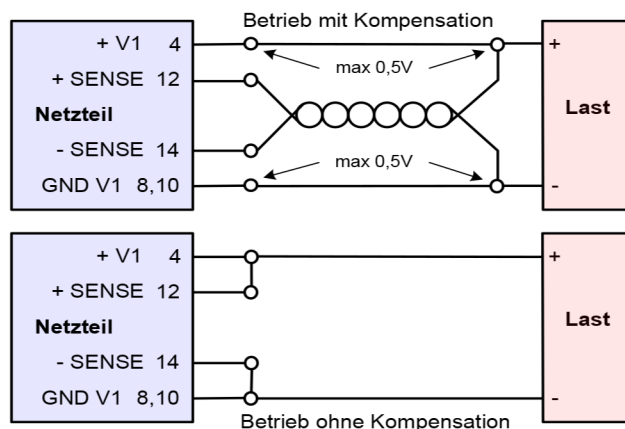 Betrieb mit Kompensation
+ V1 4
+ SENSE 12
Netzteil
- SENSE 14
GND V1 8,10
max 0,5V
max 0,5V
+
Last
-
+ V1 4
+ SENSE 12
Netzteil
- SENSE 14
GND V1 8,10
+
Last
-
Betrieb ohne Kompensation